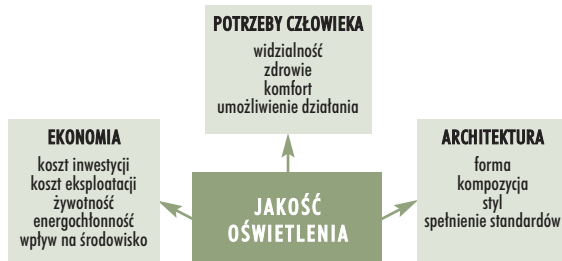 POTRZEBY CZŁOWIEKA
widzialność
zdrowie
komfort
umożliwienie działania
EKONOMIA
koszt inwestycji
koszt eksploatacji
żywotność
energochłonność
wpływ na środowisko
ARCHITEKTURA
forma
kompozycja
styl
spełnienie standardów
JAKOŚĆ
OŚWIETLENIA